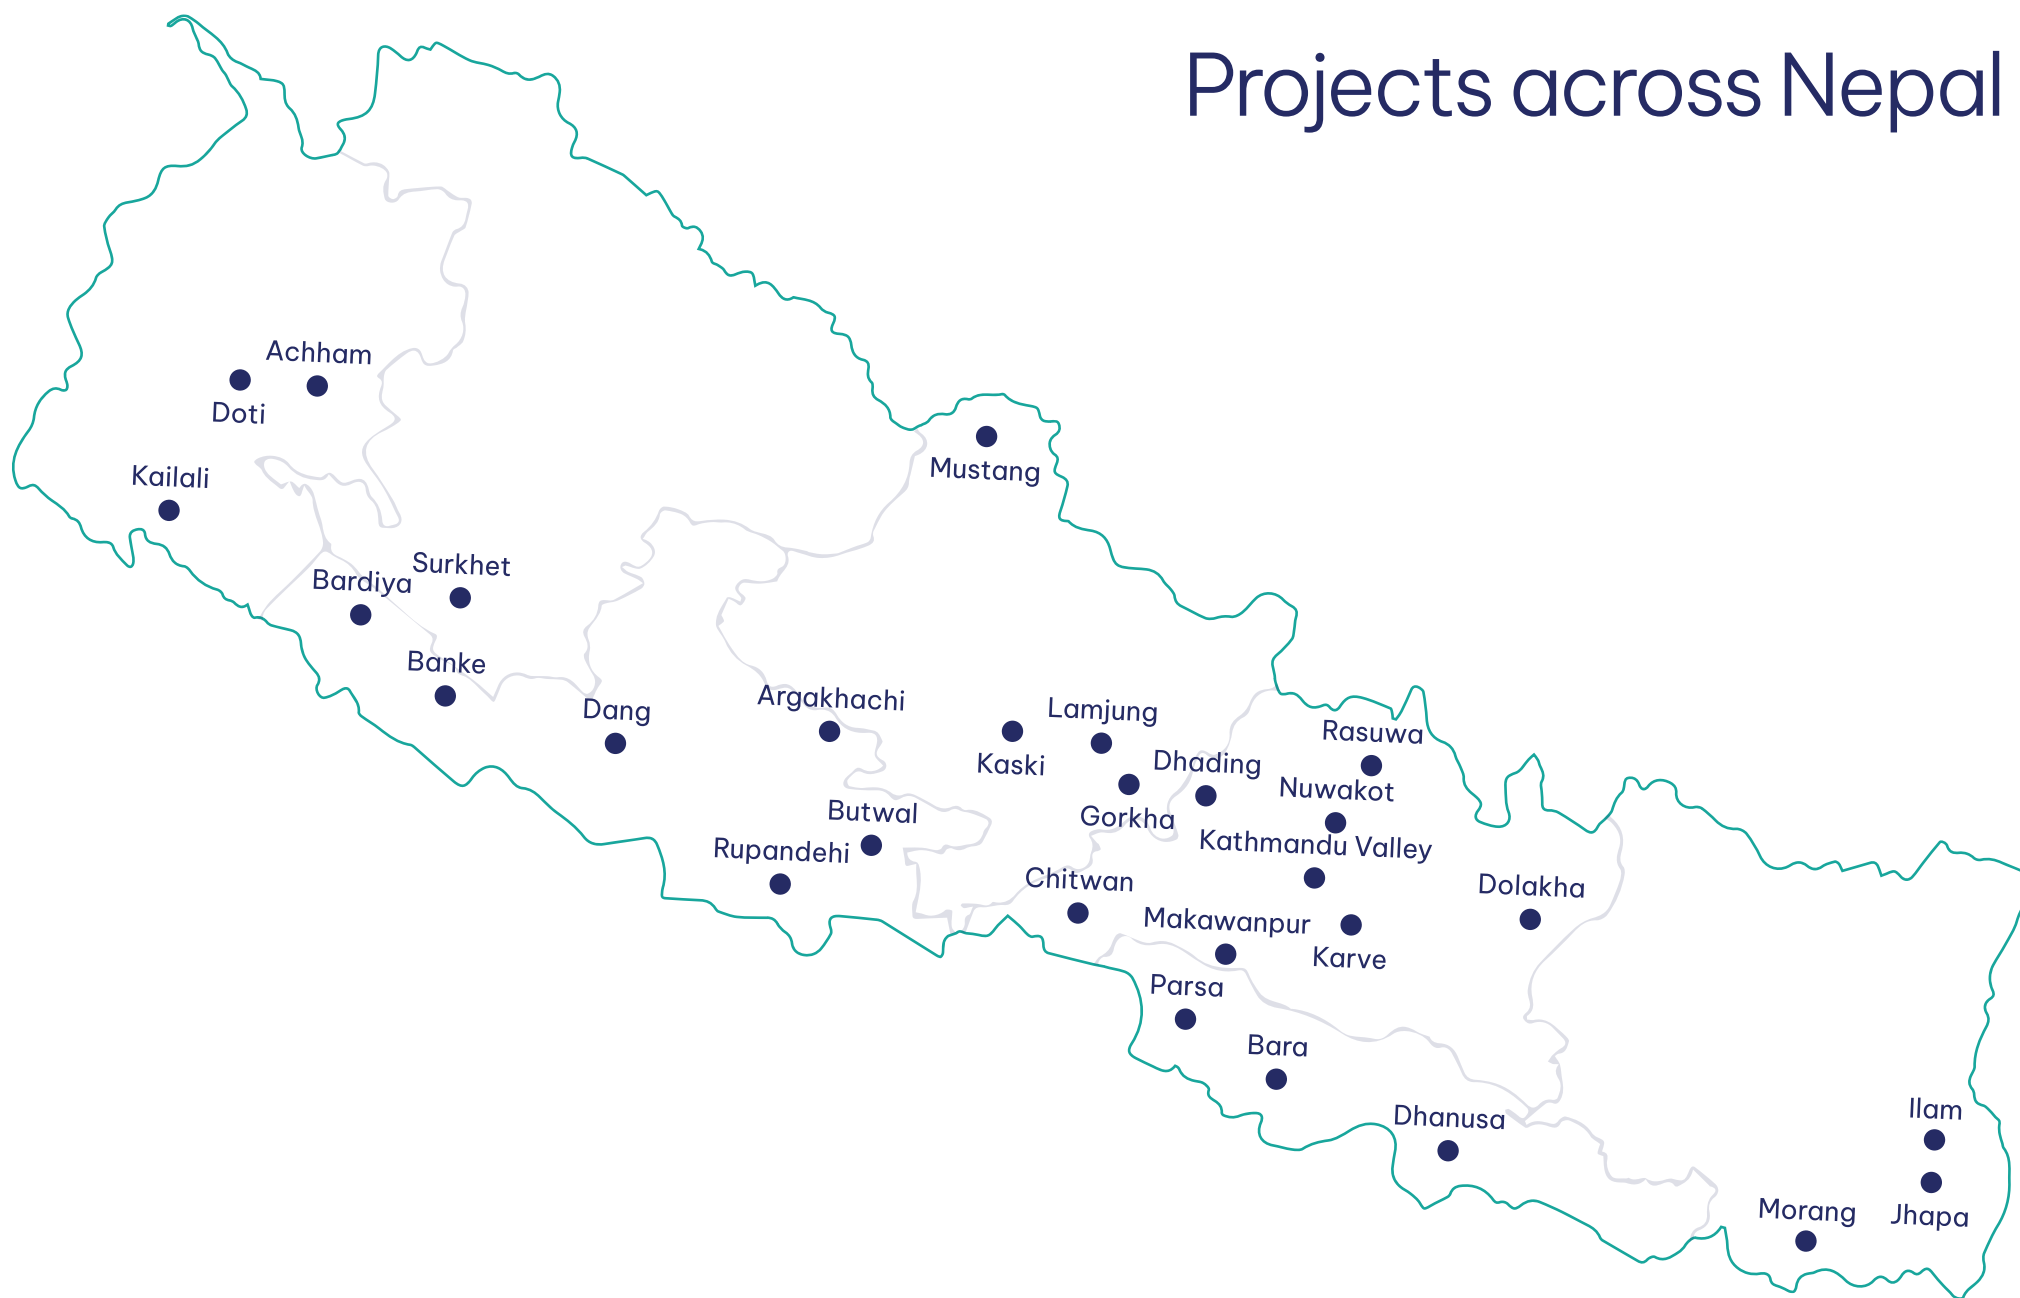 Projects across Nepal
Achham
Doti
Kailali
Mustang
Surkhet
Bardiya
Banke
Dang
Argakhachi
Lamjung
Kaski
Rasuwa
Dhading
Nuwakot
Gorkha
Butwal
Rupandehi
Kathmandu Valley
Chitwan
Dolakha
Makawanpur
Karve
Parsa
Bara
Dhanusa
Ilam
Morang
Jhapa